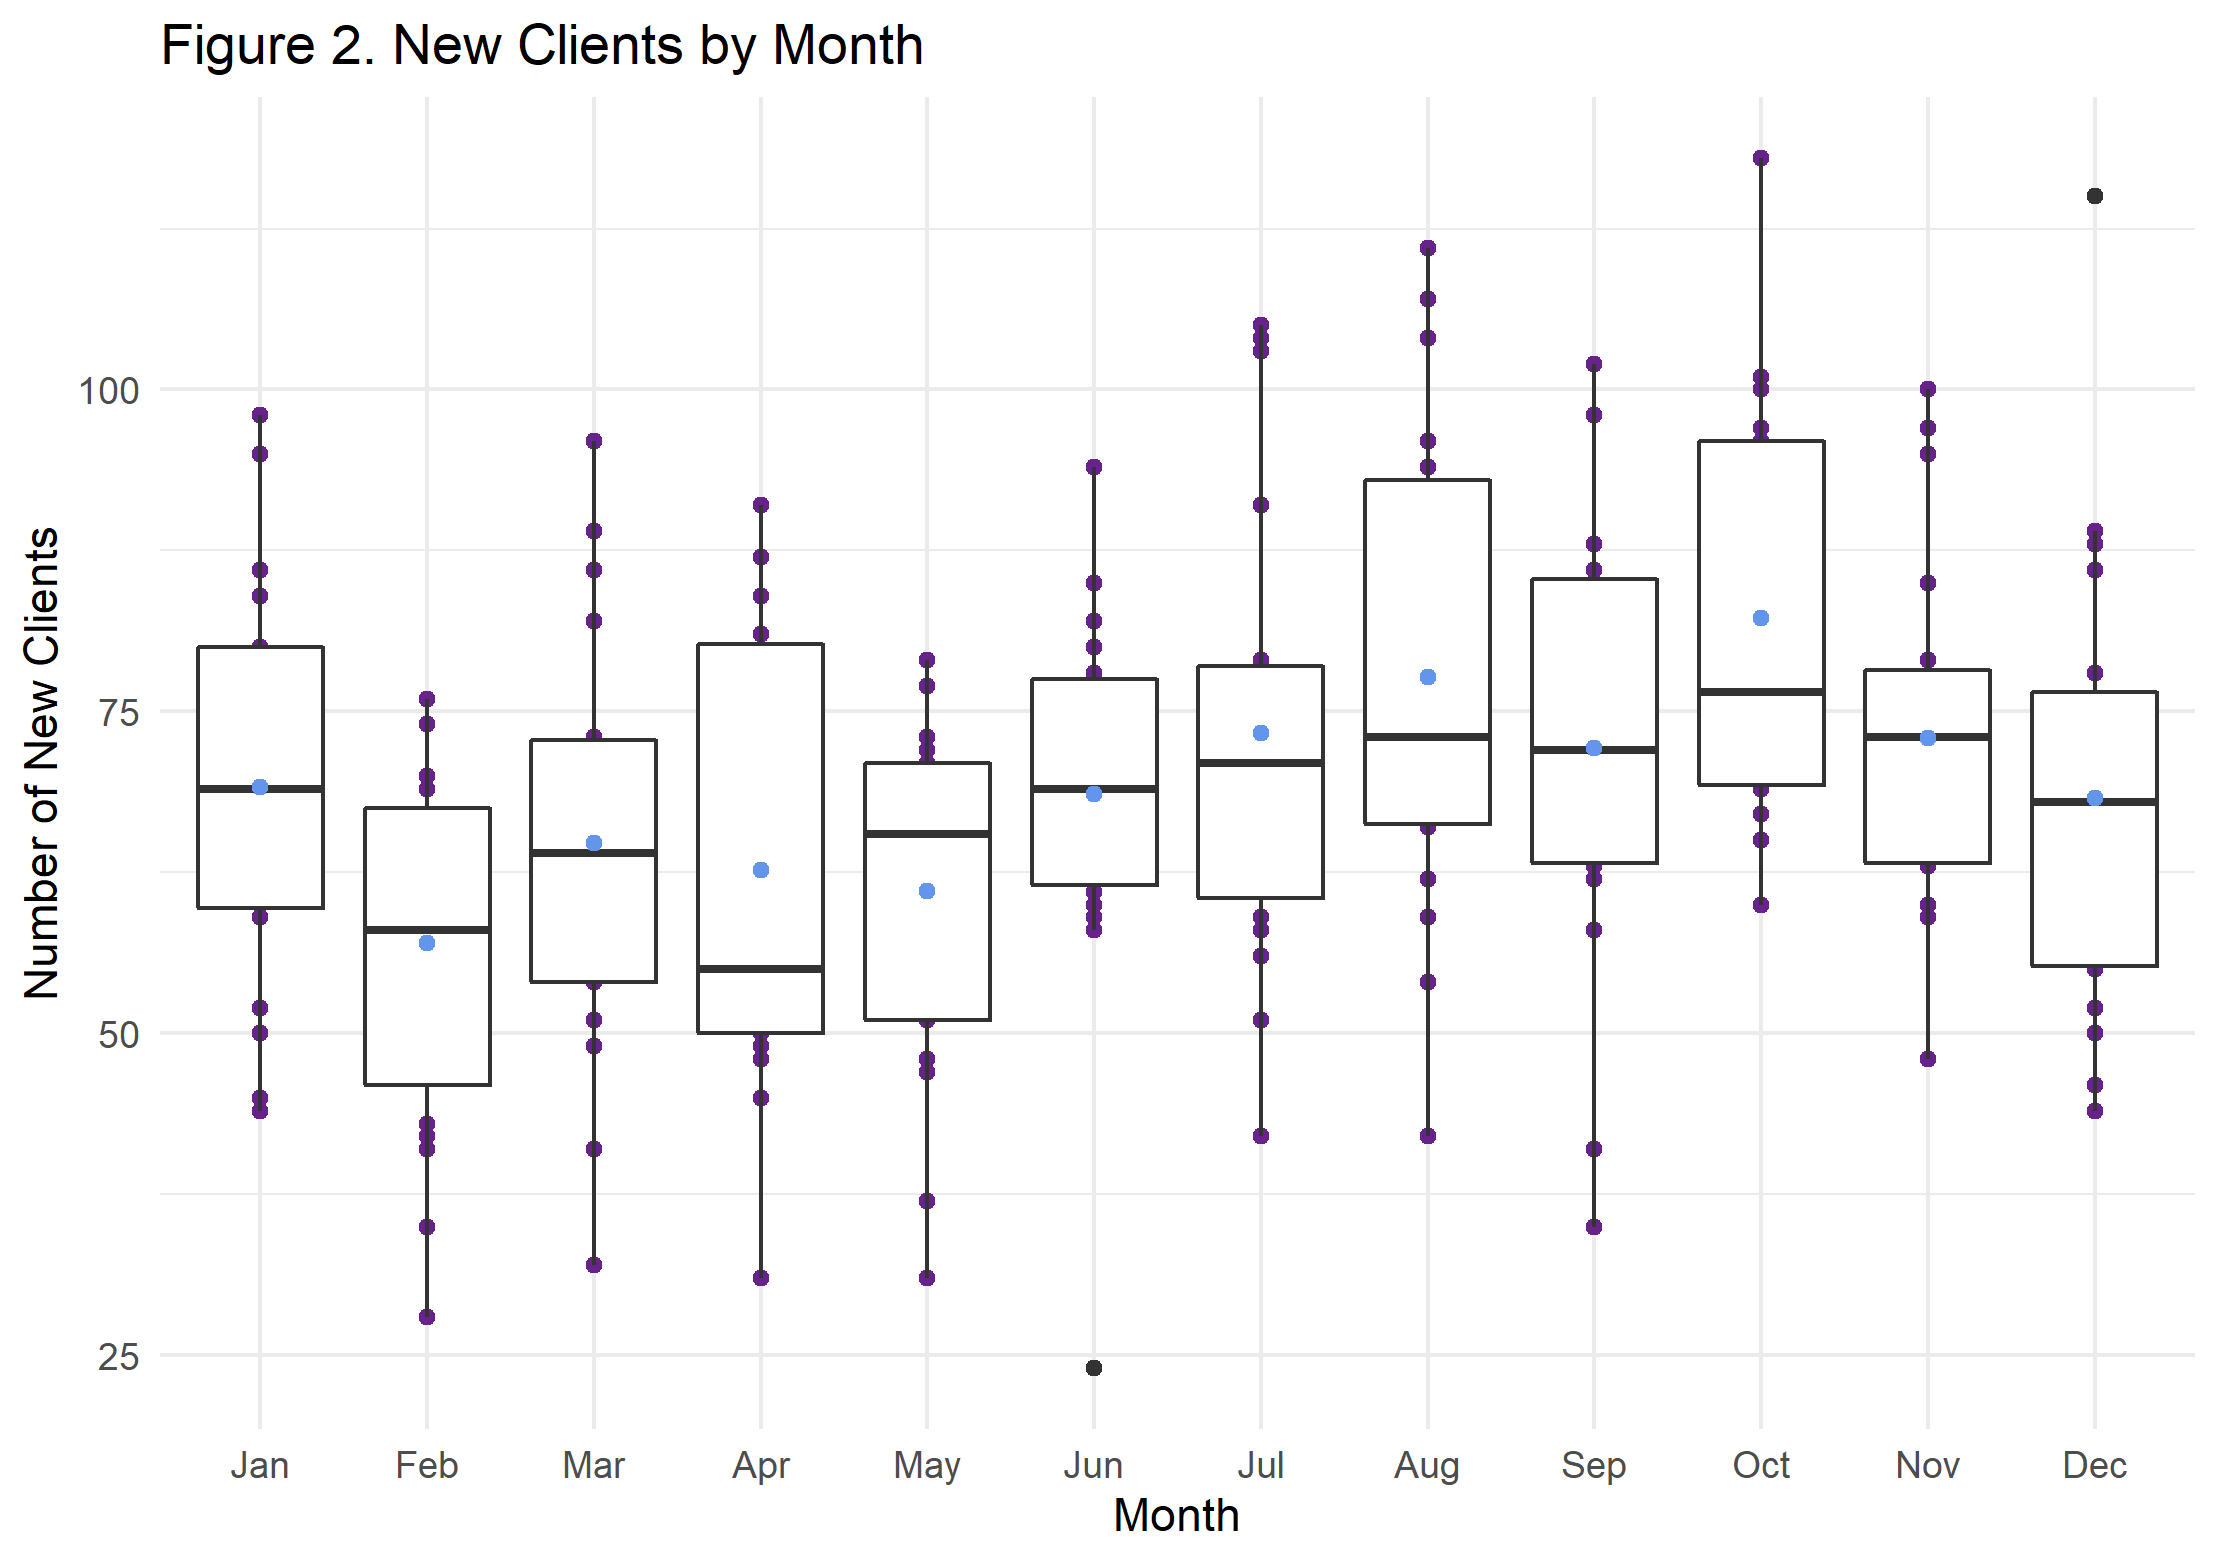 Figure 2. New Clients by Month
Number of New Clients
100
75
50
25
Jan Feb Mar Apr May Jun Jul Aug Sep Oct Nov Dec
Month